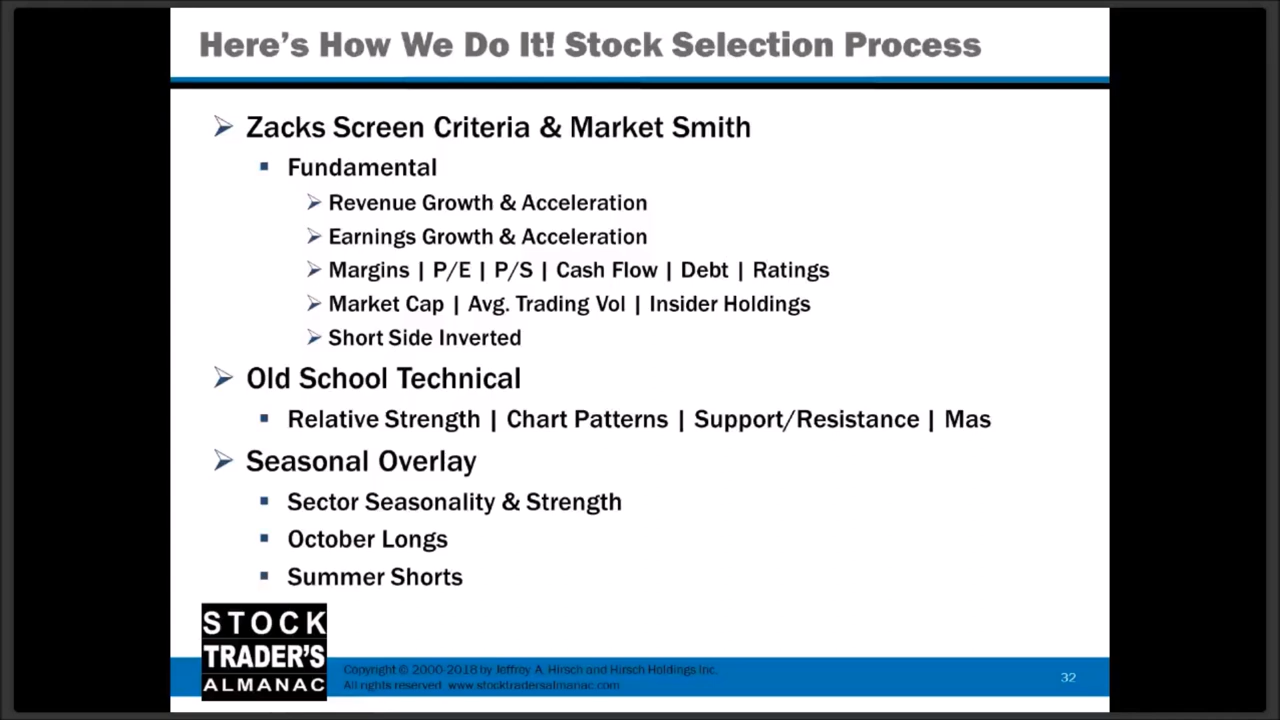 Here's How We Do It! Stock Selection Process
Zacks Screen Criteria & Market Smith
Fundamental
Revenue Growth & Acceleration
Earnings Growth & Acceleration
Margins | P/E | P/S | Cash Flow | Debt | Ratings
Market Cap | Avg. Trading Vol | Insider Holdings
Short Side Inverted
Old School Technical
Relative Strength | Chart Patterns | Support/Resistance | Mas
Seasonal Overlay
Sector Seasonality & Strength
October Longs
Summer Shorts
STOCK
TRADER'S
ALMANAC
Copyright © 2000-2018 by Jeffrey A. Hirsch and Hirsch Holdings Inc.
All rights reserved www.stocktradersalmanac.com
32